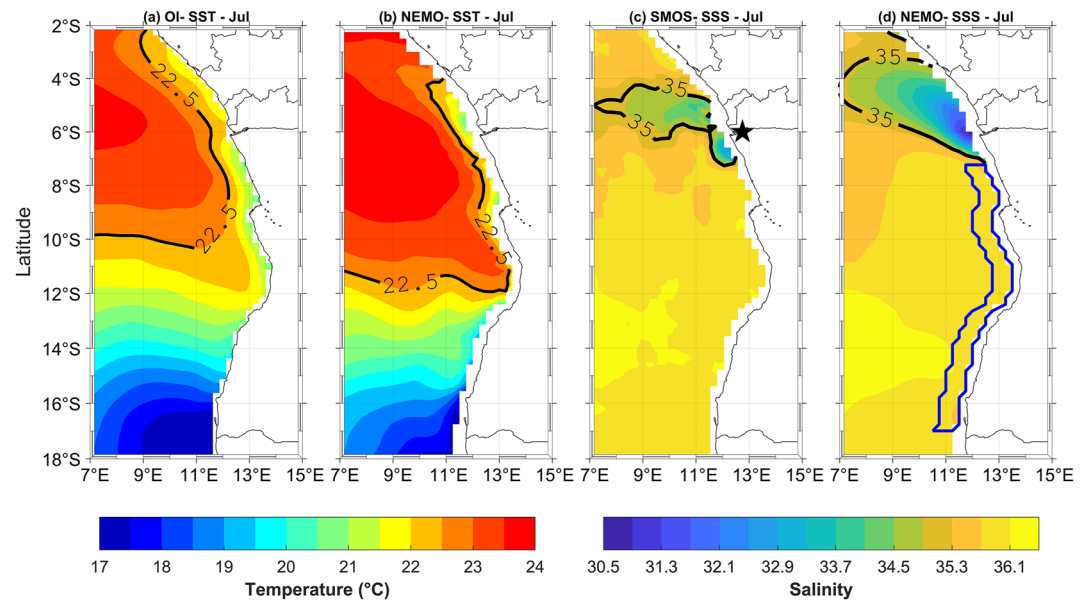 (a) OI- SST - Jul
(b) NEMO- SST - Jul
(c) SMOS- SSS - Jul
(d) NEMO- SSS - Jul
Latitude
2°S
4°S
6°S
8°S
10°S
12°S
14°S
16°S
18°S
22.5
22.5
22.5
22.5
35
35
35
35
7°E 9°E 11°E 13°E 15°E
7°E 9°E 11°E 13°E 15°E
7°E 9°E 11°E 13°E 15°E
7°E 9°E 11°E 13°E 15°E
17 18 19 20 21 22 23 24
Temperature (°C)
30.5 31.3 32.1 32.9 33.7 34.5 35.3 36.1
Salinity